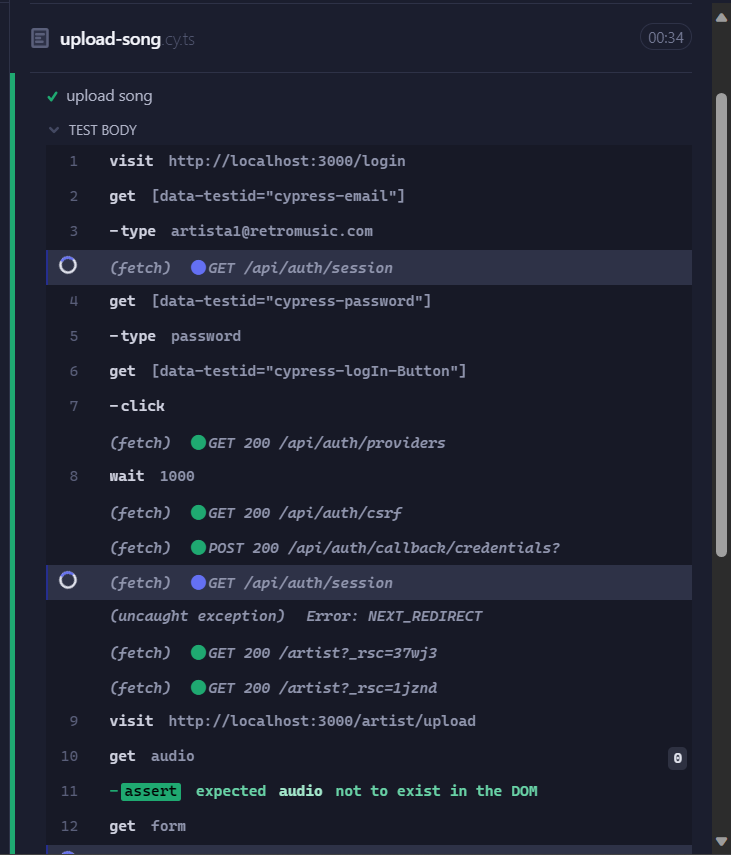 upload-song.cy.ts 00:34
upload song
TEST BODY
1 visit http://localhost:3000/login
2 get [data-testid="cypress-email"]
3 -type artista1@retromusic.com
(fetch) GET /api/auth/session
4 get [data-testid="cypress-password"]
5 -type password
6 get [data-testid="cypress-logIn-Button"]
7 -click
(fetch) GET 200 /api/auth/providers
8 wait 1000
(fetch) GET 200 /api/auth/csrf
(fetch) POST 200 /api/auth/callback/credentials?
(fetch) GET /api/auth/session
(uncaught exception) Error: NEXT_REDIRECT
(fetch) GET 200 /artist?_rsc=37wj3
(fetch) GET 200 /artist?_rsc=1jznd
9 visit http://localhost:3000/artist/upload
10 get audio 0
11 -assert expected audio not to exist in the DOM
12 get form